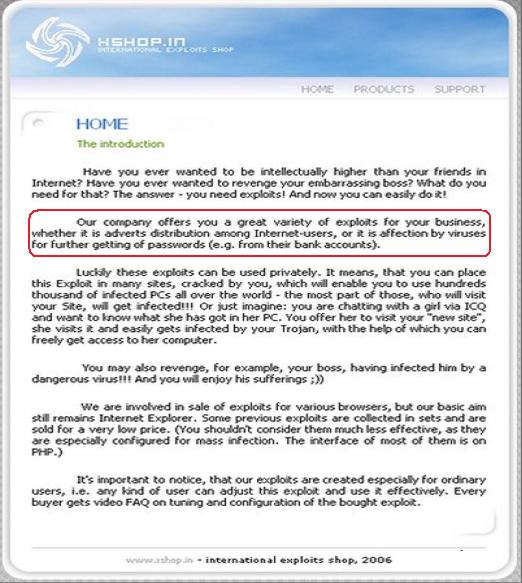 XSHOP.IN
INTERNATIONAL EXPLOITS SHOP
HOME PRODUCTS SUPPORT
HOME
The introduction
Have you ever wanted to be intellectually higher than your friends in
Internet? Have you ever wanted to revenge your embarrassing boss? What do you
need for that? The answer - you need exploits! And now you can easily do it!
Our company offers you a great variety of exploits for your business,
whether it is adverts distribution among Internet-users, or it is affection by viruses
for further getting of passwords (e.g. from their bank accounts).
Luckily these exploits can be used privately. It means, that you can place
this Exploit in many sites, cracked by you, which will enable you to use hundreds
thousand of infected PCs all over the world - the most part of those, who will visit
your Site, will get infected!!! Or just imagine: you are chatting with a girl via ICQ
and want to know what she has got in her PC. You offer her to visit your "new site",
she visits it and easily gets infected by your Trojan, with the help of which you can
freely get access to her computer.
You may also revenge, for example, your boss, having infected him by a
dangerous virus!!! And you will enjoy his sufferings ;))
We are involved in sale of exploits for various browsers, but our basic aim
still remains Internet Explorer. Some previous exploits are collected in sets and are
sold for a very low price. (You shouldn't consider them much less effective, as they
are especially configured for mass infection. The interface of most of them is on
PHP.)
It's important to notice, that our exploits are created especially for ordinary
users, i.e. any kind of user can adjust this exploit and use it effectively. Every
buyer gets video FAQ on tuning and configuration of the bought exploit.
www.xshop.in - international exploits shop, 2006